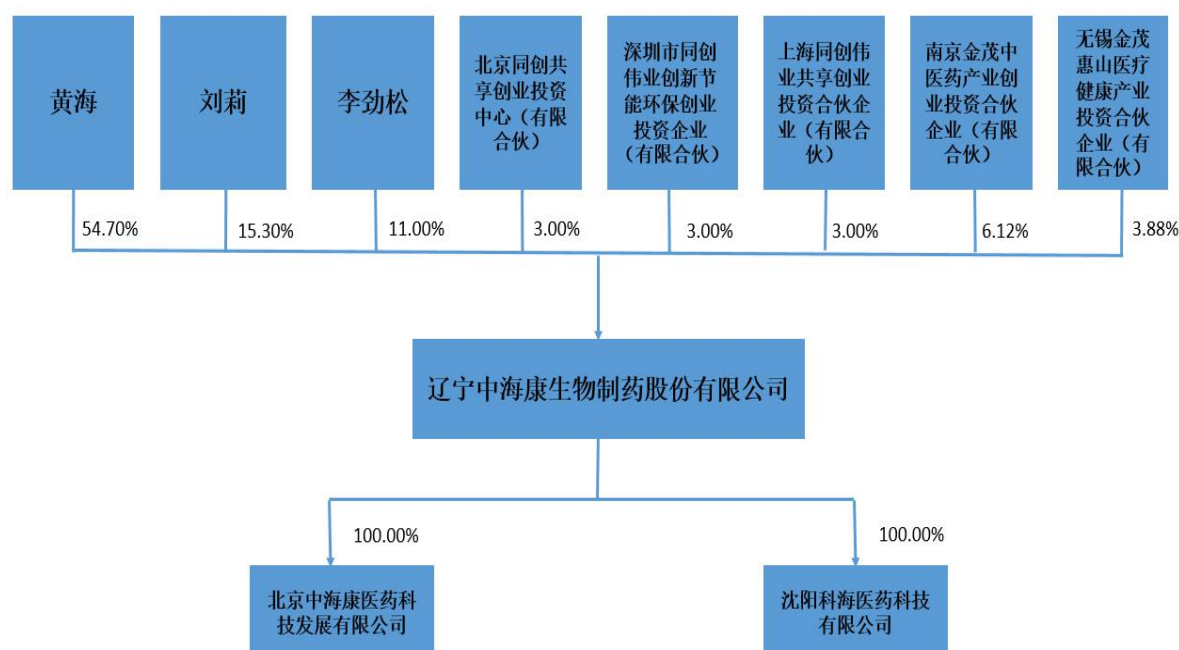 黄海
刘莉
李劲松
北京同创共
享创业投资
中心（有限
合伙）
深圳市同创
伟业创新节
能环保创业
投资企业
（有限合伙）
上海同创伟
业共享创业
投资合伙企
业（有限合
伙）
南京金茂中
医药产业创
业投资合伙
企业（有限
合伙）
无锡金茂
惠山医疗
健康产业
投资合伙
企业（有
限合伙）
54.70%
15.30%
11.00%
3.00%
3.00%
3.00%
6.12%
3.88%
辽宁中海康生物制药股份有限公司
100.00%
100.00%
北京中海康医药科
技发展有限公司
沈阳科海医药科技
有限公司